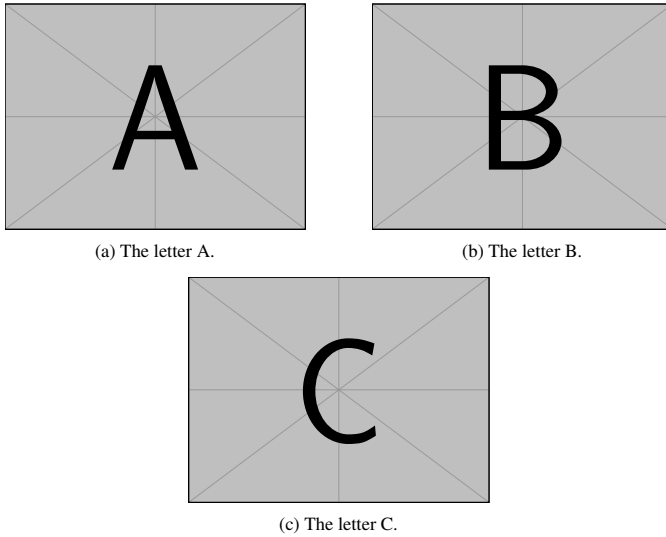 A
B
(a) The letter A.
(b) The letter B.
C
(c) The letter C.